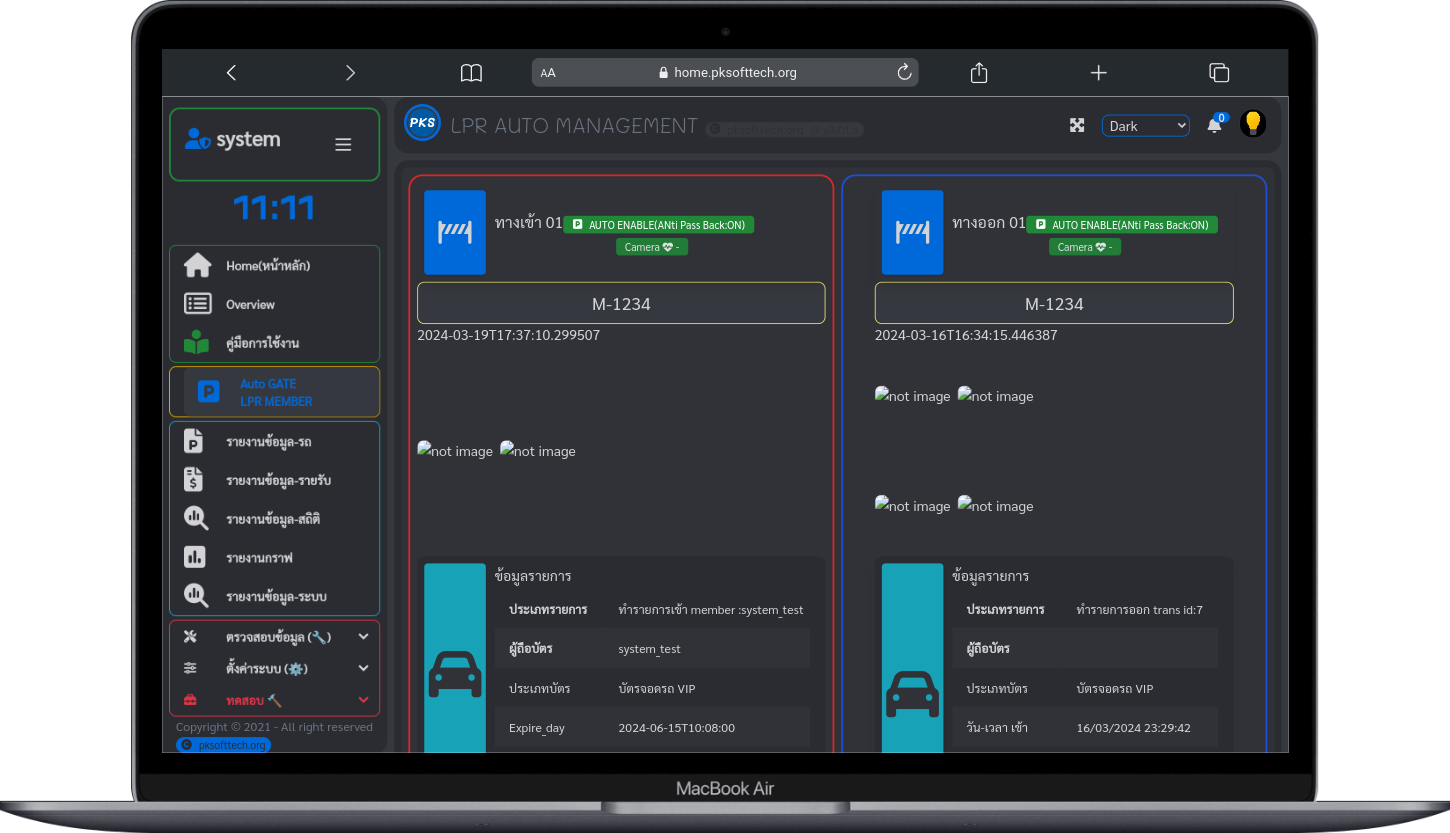 AA
home.pksofttech.org
system
11:11
Home(หน้าหลัก)
Overview
คู่มือการใช้งาน
Auto GATE
LPR MEMBER
รายงานข้อมูล-รถ
รายงานข้อมูล-รายรับ
รายงานข้อมูล-สถิติ
รายงานกราฟ
รายงานข้อมูล-ระบบ
ตรวจสอบข้อมูล (🔧)
ตั้งค่าระบบ (⚙️)
ทดสอบ 🔨
Copyright © 2021 - All right reserved
© pksofttech.org
PKS
LPR AUTO MANAGEMENT
Dark
0
ทางเข้า 01
P AUTO ENABLE(ANti Pass Back:ON)
Camera -
M-1234
2024-03-19T17:37:10.299507
not image not image
ข้อมูลรายการ
ประเภทรายการ ทำรายการเข้า member :system_test
ผู้ถือบัตร system_test
ประเภทบัตร บัตรจอดรถ VIP
Expire_day 2024-06-15T10:08:00
ทางออก 01
P AUTO ENABLE(ANti Pass Back:ON)
Camera -
M-1234
2024-03-16T16:34:15.446387
not image not image
not image not image
ข้อมูลรายการ
ประเภทรายการ ทำรายการออก trans id:7
ผู้ถือบัตร
ประเภทบัตร บัตรจอดรถ VIP
วัน-เวลา เข้า 16/03/2024 23:29:42
MacBook Air